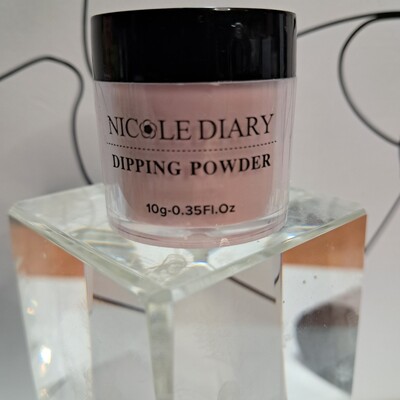 NICOLE DIARY
DIPPING POWDER
10g-0.35Fl.Oz